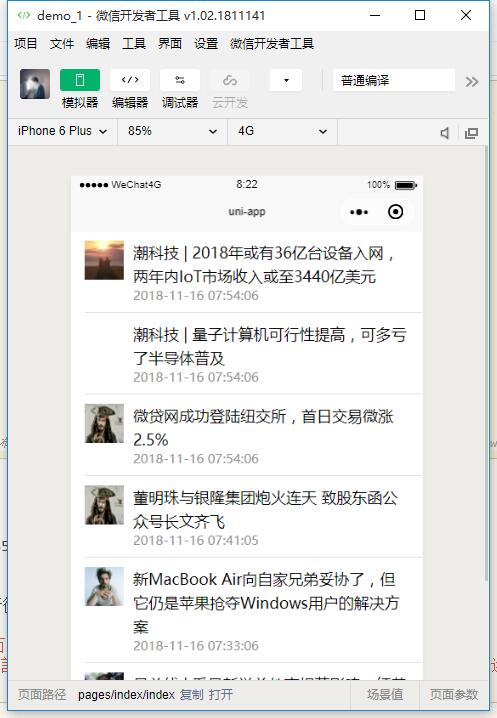 demo_1 - 微信开发者工具 v1.02.1811141
项目 文件 编辑 工具 界面 设置 微信开发者工具
模拟器 编辑器 调试器 云开发 普通编译
iPhone 6 Plus 85% 4G
WeChat4G 8:22 100%
uni-app
潮科技 | 2018年或有36亿台设备入网，
两年内IoT市场收入或至3440亿美元
2018-11-16 07:54:06
潮科技 | 量子计算机可行性提高，可多亏
了半导体普及
2018-11-16 07:54:06
微贷网成功登陆纽交所，首日交易微涨
2.5%
2018-11-16 07:54:06
董明珠与银隆集团炮火连天 致股东函公
众号长文齐飞
2018-11-16 07:41:05
新MacBook Air向自家兄弟妥协了，但
它仍是苹果抢夺Windows用户的解决方
案
2018-11-16 07:33:06
页面路径 pages/index/index 复制 打开 场景值 页面参数